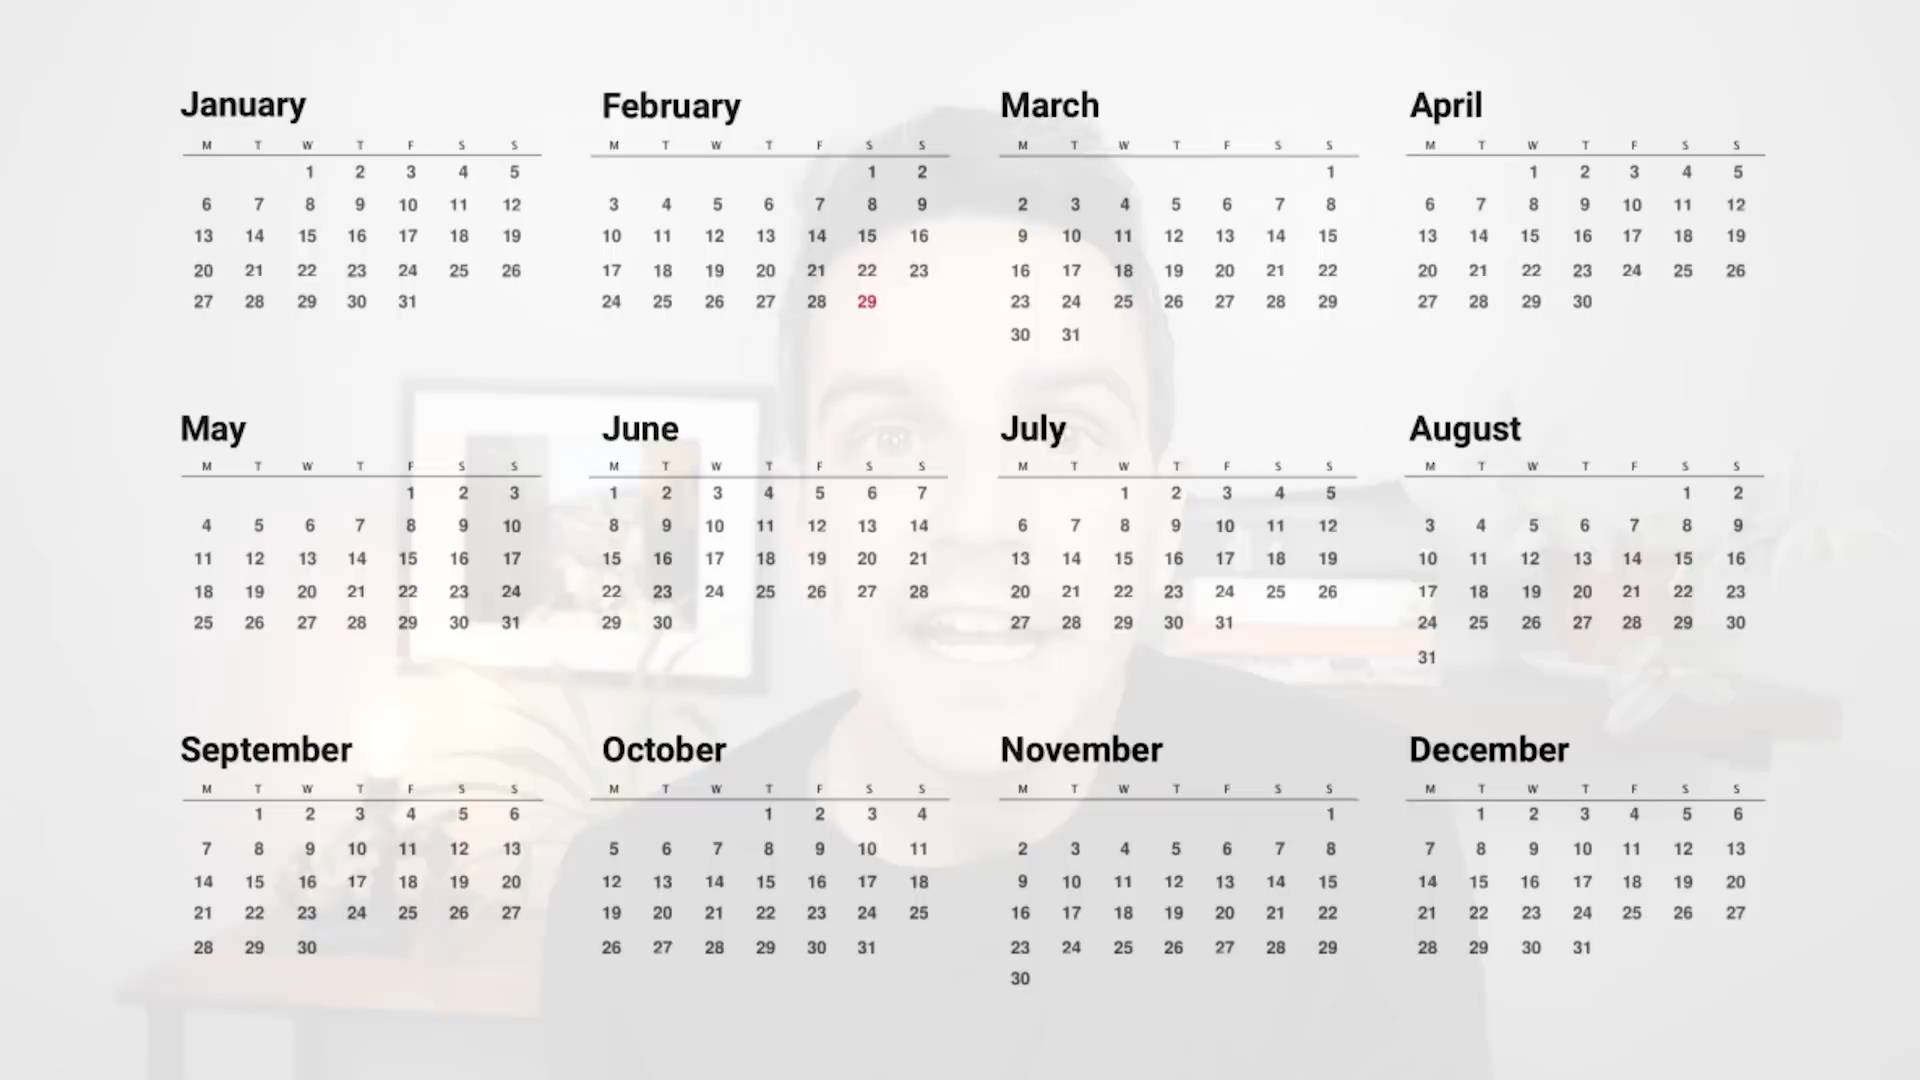 January
M T W T F S S
1 2 3 4 5
6 7 8 9 10 11 12
13 14 15 16 17 18 19
20 21 22 23 24 25 26
27 28 29 30 31
February
M T W T F S S
1 2
3 4 5 6 7 8 9
10 11 12 13 14 15 16
17 18 19 20 21 22 23
24 25 26 27 28 29
March
M T W T F S S
1
2 3 4 5 6 7 8
9 10 11 12 13 14 15
16 17 18 19 20 21 22
23 24 25 26 27 28 29
30 31
April
M T W T F S S
1 2 3 4 5
6 7 8 9 10 11 12
13 14 15 16 17 18 19
20 21 22 23 24 25 26
27 28 29 30
May
M T W T F S S
1 2 3
4 5 6 7 8 9 10
11 12 13 14 15 16 17
18 19 20 21 22 23 24
25 26 27 28 29 30 31
June
M T W T F S S
1 2 3 4 5 6 7
8 9 10 11 12 13 14
15 16 17 18 19 20 21
22 23 24 25 26 27 28
29 30
July
M T W T F S S
1 2 3 4 5
6 7 8 9 10 11 12
13 14 15 16 17 18 19
20 21 22 23 24 25 26
27 28 29 30 31
August
M T W T F S S
1 2
3 4 5 6 7 8 9
10 11 12 13 14 15 16
17 18 19 20 21 22 23
24 25 26 27 28 29 30
31
September
M T W T F S S
1 2 3 4 5 6
7 8 9 10 11 12 13
14 15 16 17 18 19 20
21 22 23 24 25 26 27
28 29 30
October
M T W T F S S
1 2 3 4
5 6 7 8 9 10 11
12 13 14 15 16 17 18
19 20 21 22 23 24 25
26 27 28 29 30 31
November
M T W T F S S
1
2 3 4 5 6 7 8
9 10 11 12 13 14 15
16 17 18 19 20 21 22
23 24 25 26 27 28 29
30
December
M T W T F S S
1 2 3 4 5 6
7 8 9 10 11 12 13
14 15 16 17 18 19 20
21 22 23 24 25 26 27
28 29 30 31